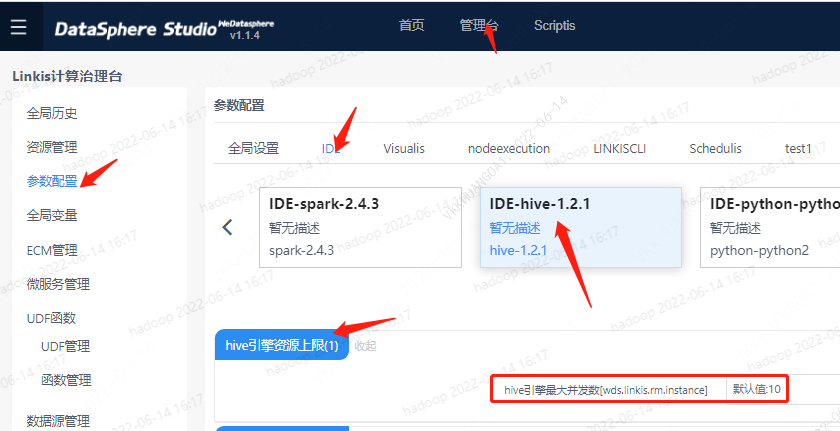 DataSphere Studio WeDatasphere
v1.1.4
首页 管理台 Scriptis
Linkis计算治理台
全局历史
资源管理
参数配置
全局变量
ECM管理
微服务管理
UDF函数
UDF管理
函数管理
数据源管理
参数配置
全局设置 IDE Visualis nodeexecution LINKISCLI Schedulis test1
IDE-spark-2.4.3
暂无描述
spark-2.4.3
IDE-hive-1.2.1
暂无描述
hive-1.2.1
IDE-python-python
暂无描述
python-python2
hive引擎资源上限(1) 收起
hive引擎最大并发数[wds.linkis.rm.instance] 默认值:10
hadoop 2022-06-14 16:17